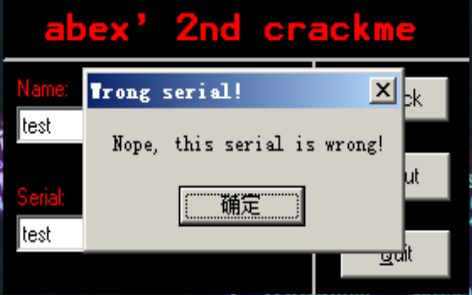 abex' 2nd crackme
Name:
test
Serial:
test
Wrong serial!
Nope, this serial is wrong!
确定
ck
ut
Quit